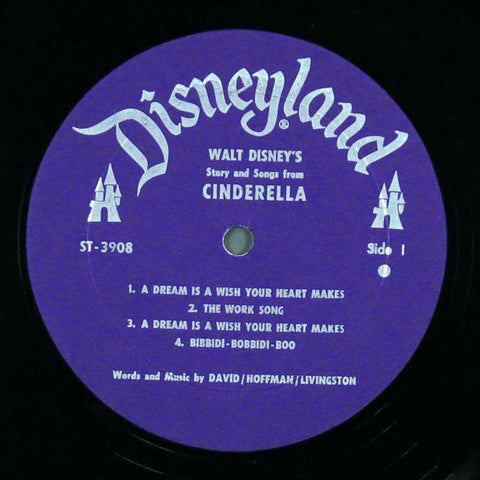 Disneyland®
WALT DISNEY'S
Story and Songs from
CINDERELLA
ST-3908
Side 1
1. A DREAM IS A WISH YOUR HEART MAKES
2. THE WORK SONG
3. A DREAM IS A WISH YOUR HEART MAKES
4. BIBBIDI-BOBBIDI-BOO
Words and Music by DAVID/HOFFMAN/LIVINGSTON